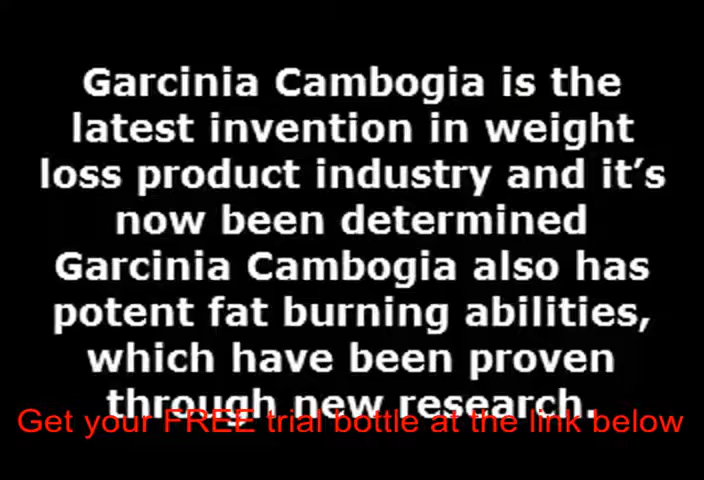 Garcinia Cambogia is the
latest invention in weight
loss product industry and it’s
now been determined
Garcinia Cambogia also has
potent fat burning abilities,
which have been proven
through new research.
Get your FREE trial bottle at the link below